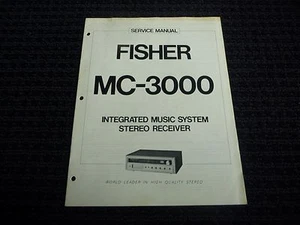 SERVICE MANUAL
FISHER
MC-3000
INTEGRATED MUSIC SYSTEM
STEREO RECEIVER
WORLD LEADER IN HIGH QUALITY STEREO